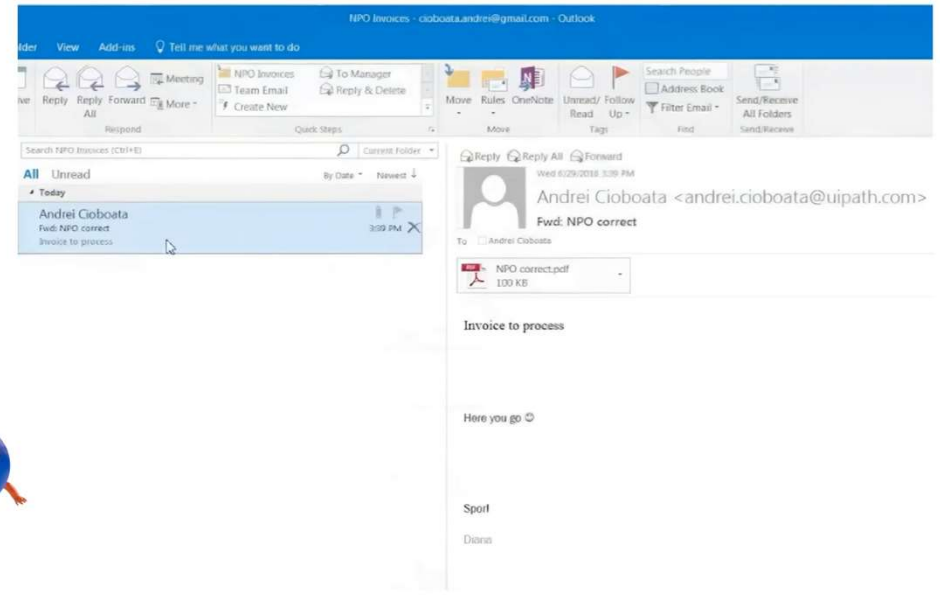 NPO Invoices - cioboata.andrei@gmail.com - Outlook
lder View Add-ins Tell me what you want to do
Reply Reply All Forward Meeting More
Respond
NPO Invoices To Manager
Team Email Reply & Delete
Create New
Quick Steps
Move Rules OneNote
Move
Unread/ Read Follow Up
Tags
Search People
Address Book
Filter Email
Find
Send/Receive All Folders
Send/Receive
Search NPO Invoices (Ctrl+E) Current Folder
All Unread By Date Newest
Today
Andrei Cioboata
Fwd: NPO correct 3:39 PM
Invoice to process
Reply Reply All Forward
3:39 PM
Andrei Cioboata <andrei.cioboata@uipath.com>
Fwd: NPO correct
To Andrei Cioboata
NPO correct.pdf
100 KB
Invoice to process
Here you go 😊
Diana